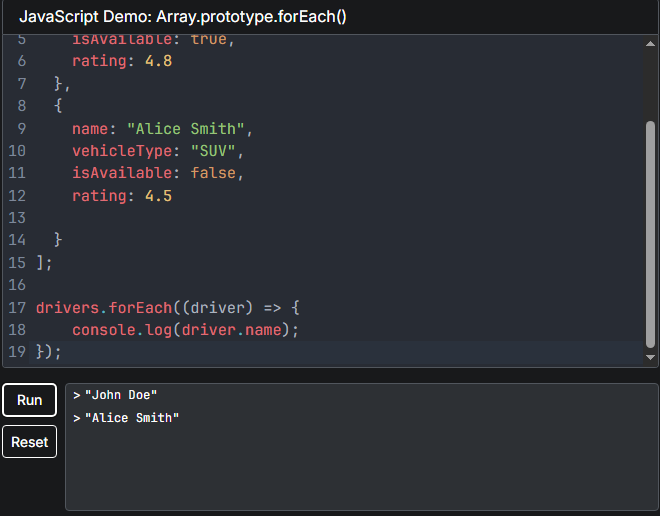 JavaScript Demo: Array.prototype.forEach()
5     isAvailable: true,
6     rating: 4.8
7   },
8   {
9     name: "Alice Smith",
10     vehicleType: "SUV",
11     isAvailable: false,
12     rating: 4.5
13
14   }
15 ];
16
17 drivers.forEach((driver) => {
18     console.log(driver.name);
19 });
Run
> "John Doe"
> "Alice Smith"
Reset